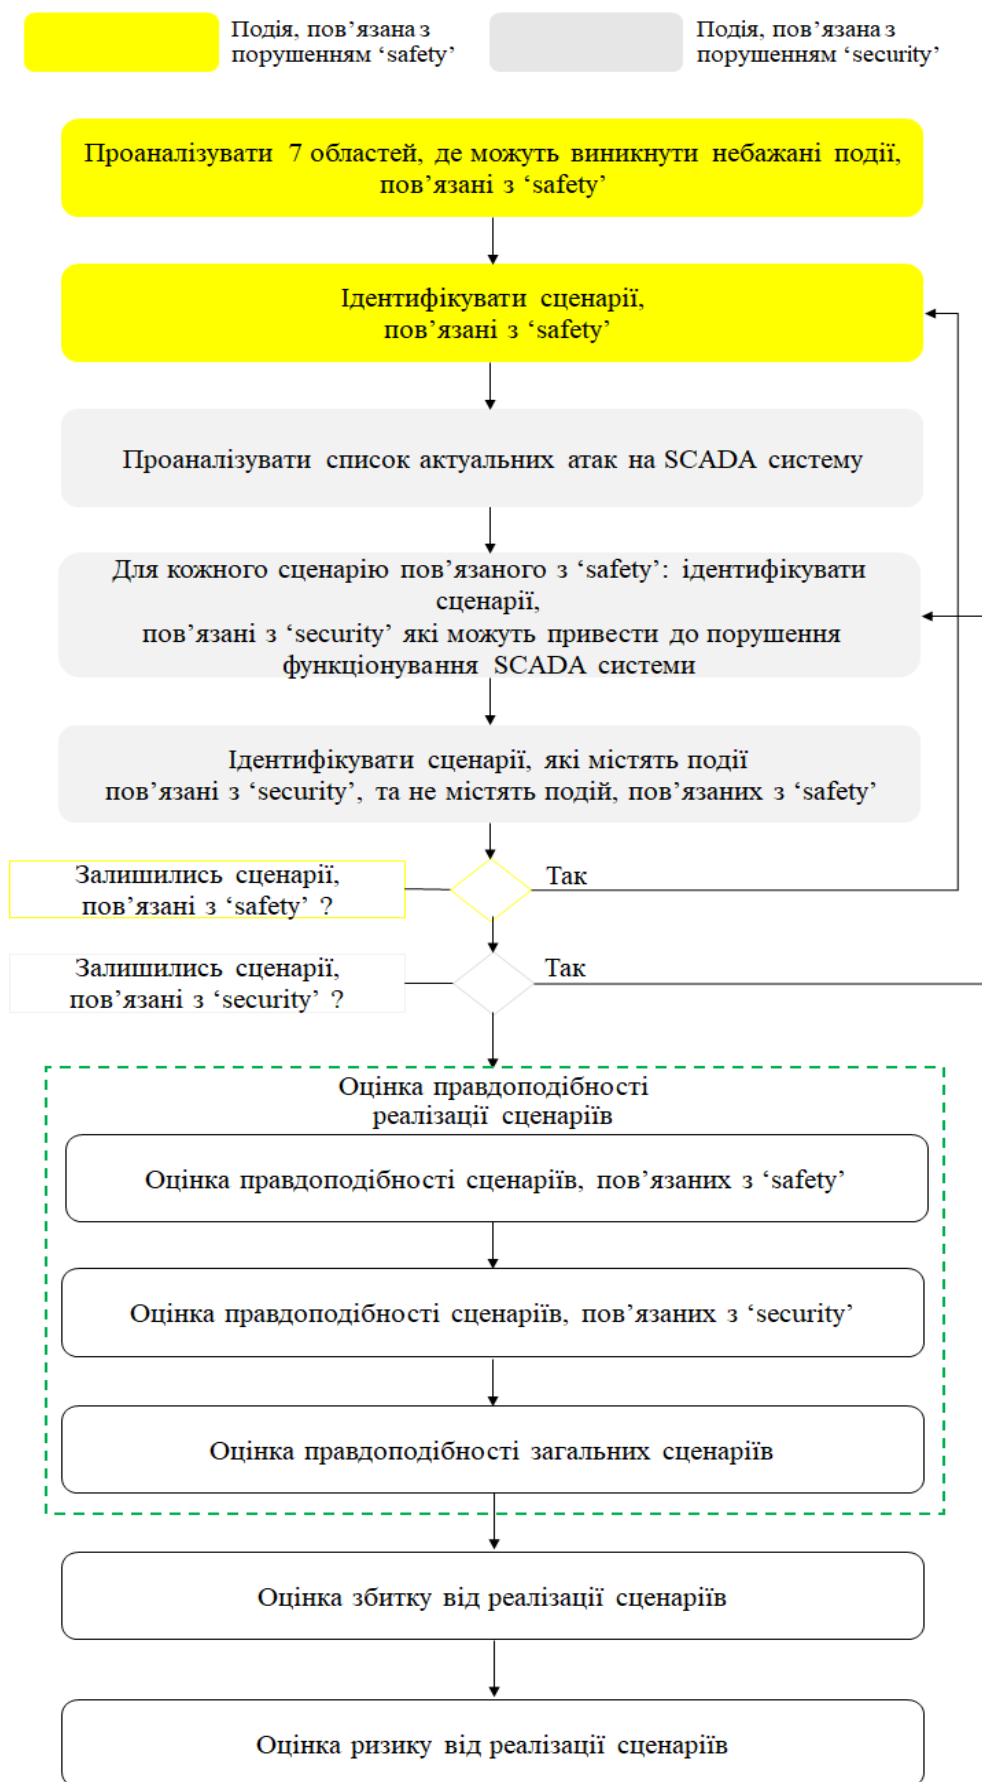 Подія, пов’язана з
порушенням ‘safety’
Подія, пов’язана з
порушенням ‘security’
Проаналізувати 7 областей, де можуть виникнути небажані події,
пов’язані з ‘safety’
Ідентифікувати сценарії,
пов’язані з ‘safety’
Проаналізувати список актуальних атак на SCADA систему
Для кожного сценарію пов’язаного з ‘safety’: ідентифікувати
сценарії,
пов’язані з ‘security’ які можуть привести до порушення
функціонування SCADA системи
Ідентифікувати сценарії, які містять події
пов’язані з ‘security’, та не містять подій, пов’язаних з ‘safety’
Залишились сценарії,
пов’язані з ‘safety’ ?
Так
Залишились сценарії,
пов’язані з ‘security’ ?
Так
Оцінка правдоподібності
реалізації сценаріїв
Оцінка правдоподібності сценаріїв, пов’язаних з ‘safety’
Оцінка правдоподібності сценаріїв, пов’язаних з ‘security’
Оцінка правдоподібності загальних сценаріїв
Оцінка збитку від реалізації сценаріїв
Оцінка ризику від реалізації сценаріїв